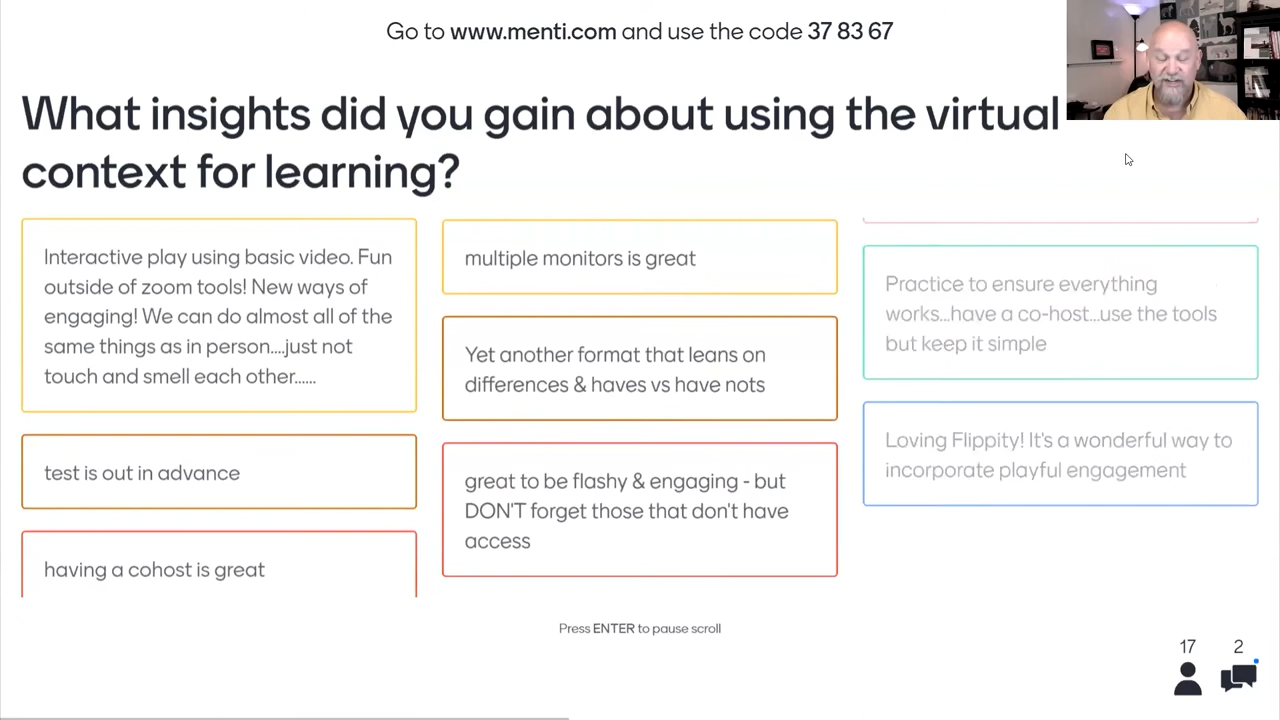 Go to www.menti.com and use the code 37 83 67
What insights did you gain about using the virtual
context for learning?
Interactive play using basic video. Fun
outside of zoom tools! New ways of
engaging! We can do almost all of the
same things as in person....just not
touch and smell each other......
test is out in advance
having a cohost is great
multiple monitors is great
Yet another format that leans on
differences & haves vs have nots
great to be flashy & engaging - but
DON'T forget those that don't have
access
Practice to ensure everything
works...have a co-host...use the tools
but keep it simple
Loving Flippity! It's a wonderful way to
incorporate playful engagement
Press ENTER to pause scroll
17
2